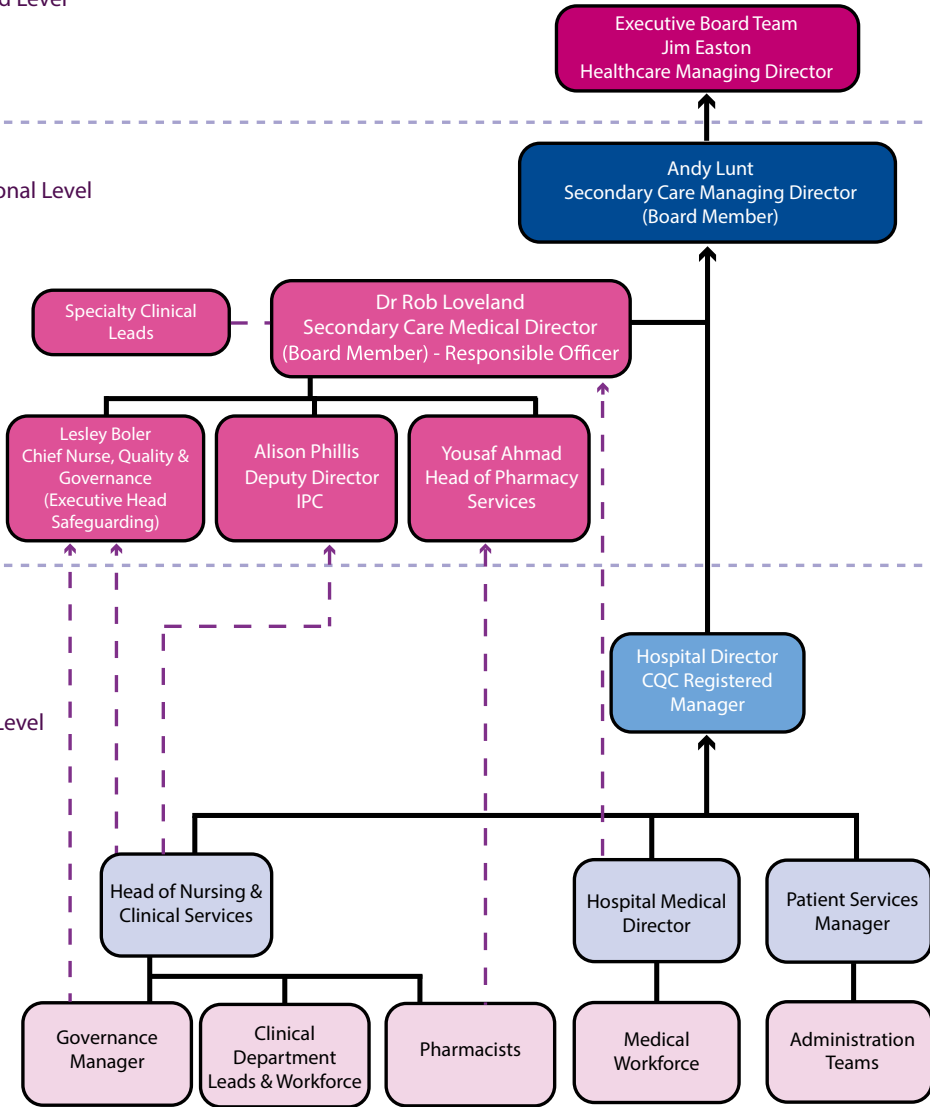 Level
Executive Board Team
Jim Easton
Healthcare Managing Director
Level
Andy Lunt
Secondary Care Managing Director
(Board Member)
Specialty Clinical
Leads
Dr Rob Loveland
Secondary Care Medical Director
(Board Member) - Responsible Officer
Lesley Boler
Chief Nurse, Quality &
Governance
(Executive Head
Safeguarding)
Alison Phillis
Deputy Director
IPC
Yousaf Ahmad
Head of Pharmacy
Services
Hospital Director
CQC Registered
Manager
Level
Head of Nursing &
Clinical Services
Hospital Medical
Director
Patient Services
Manager
Governance
Manager
Clinical
Department
Leads & Workforce
Pharmacists
Medical
Workforce
Administration
Teams